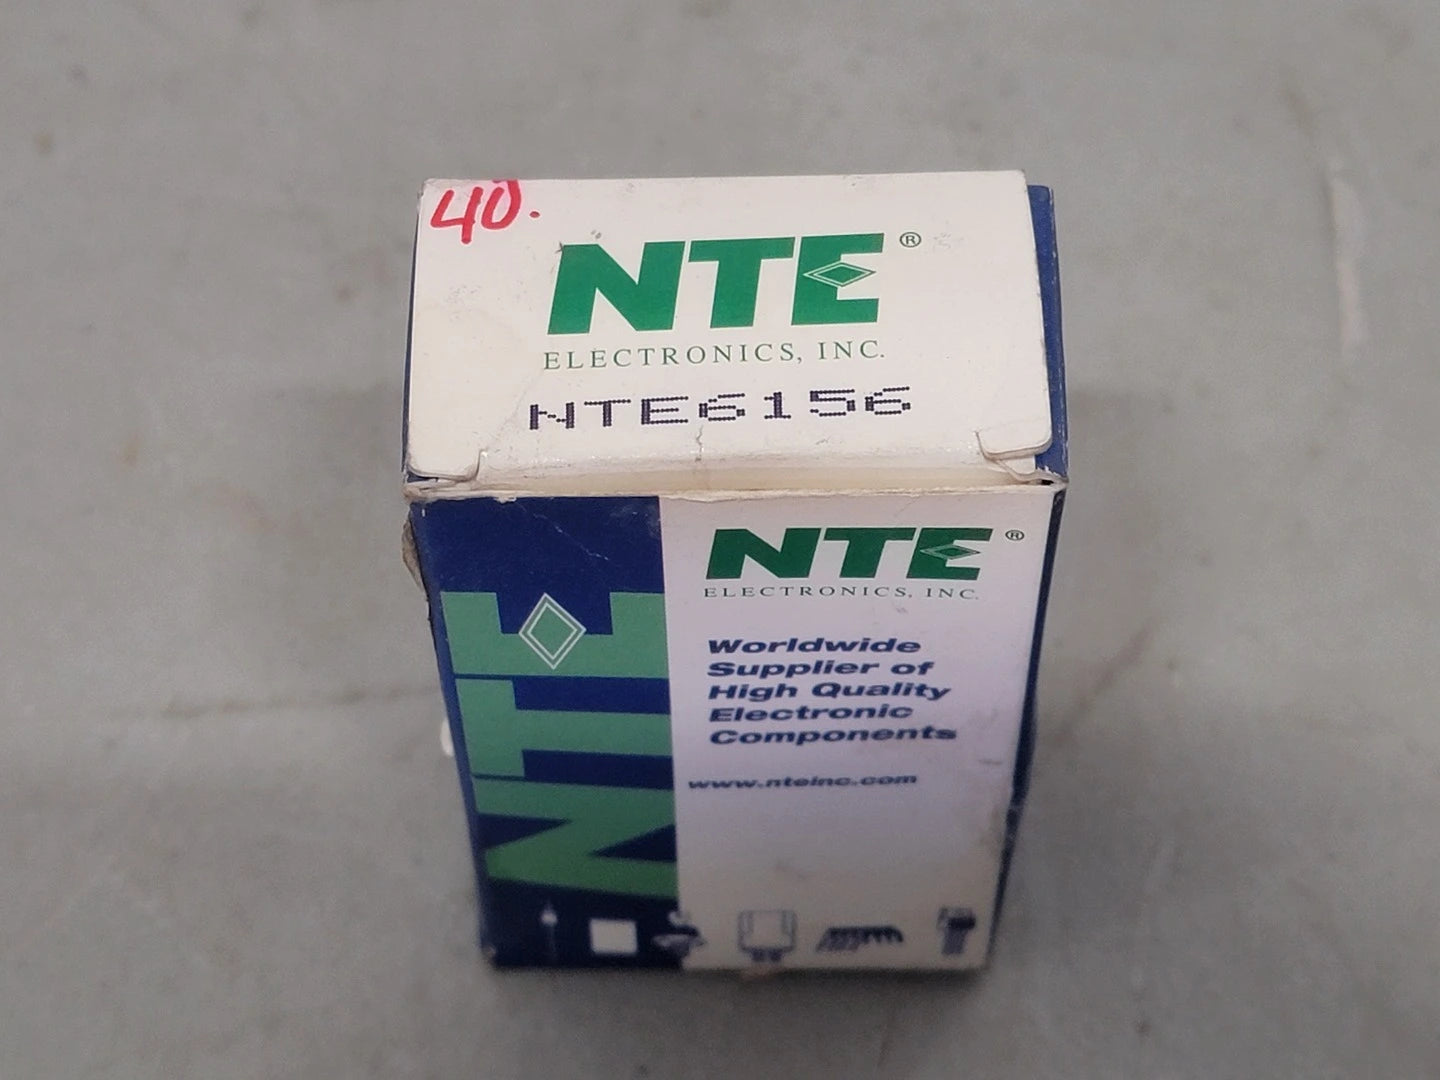 40.
NTE®
ELECTRONICS, INC.
NTE6156
NTE
NTE®
ELECTRONICS, INC.
Worldwide
Supplier of
High Quality
Electronic
Components
www.nteinc.com